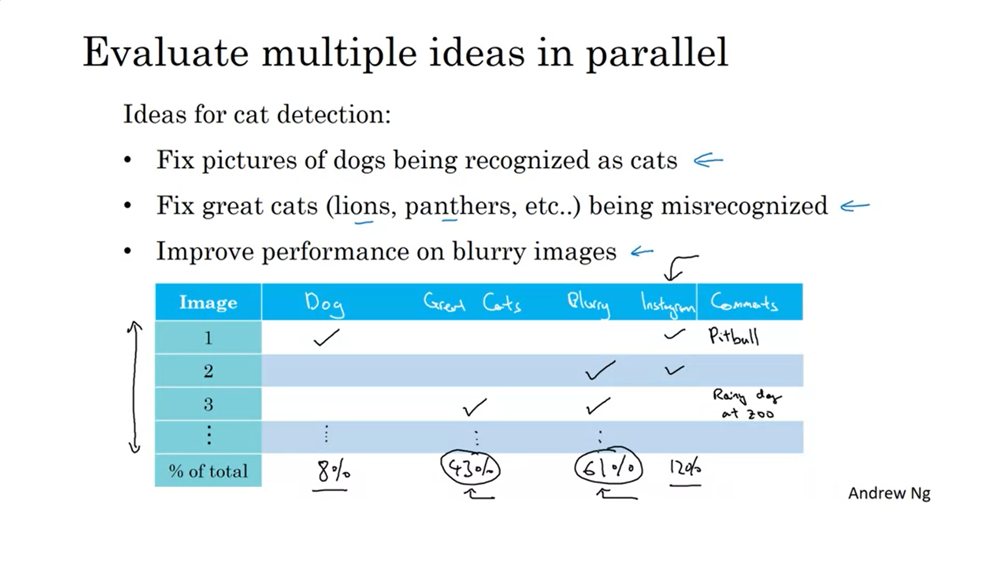 Evaluate multiple ideas in parallel
Ideas for cat detection:
• Fix pictures of dogs being recognized as cats
• Fix great cats (lions, panthers, etc..) being misrecognized
• Improve performance on blurry images
Image Dog Great Cats Blurry Instagram Comments
1 ✓ ✓ Pitbull
2 ✓ ✓
3 ✓ ✓ Rainy day
at zoo
⋮ ⋮ ⋮ ⋮
% of total 8% 43% 61% 12%
Andrew Ng